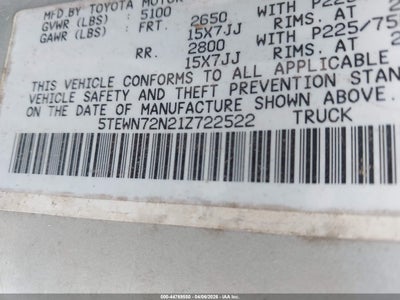 MFD BY TOYOTA MOTOR
GVWR (LBS) 5100 WITH P225
GAWR (LBS) FRT. 2650 RIMS. AT
15X7JJ WITH P225/75
RR. 2800 RIMS. AT
15X7JJ
THIS VEHICLE CONFORMS TO ALL APPLICABLE
VEHICLE SAFETY AND THEFT PREVENTION STAN
ON THE DATE OF MANUFACTURE SHOWN ABOVE.
5TEWN72N21Z722522 TRUCK